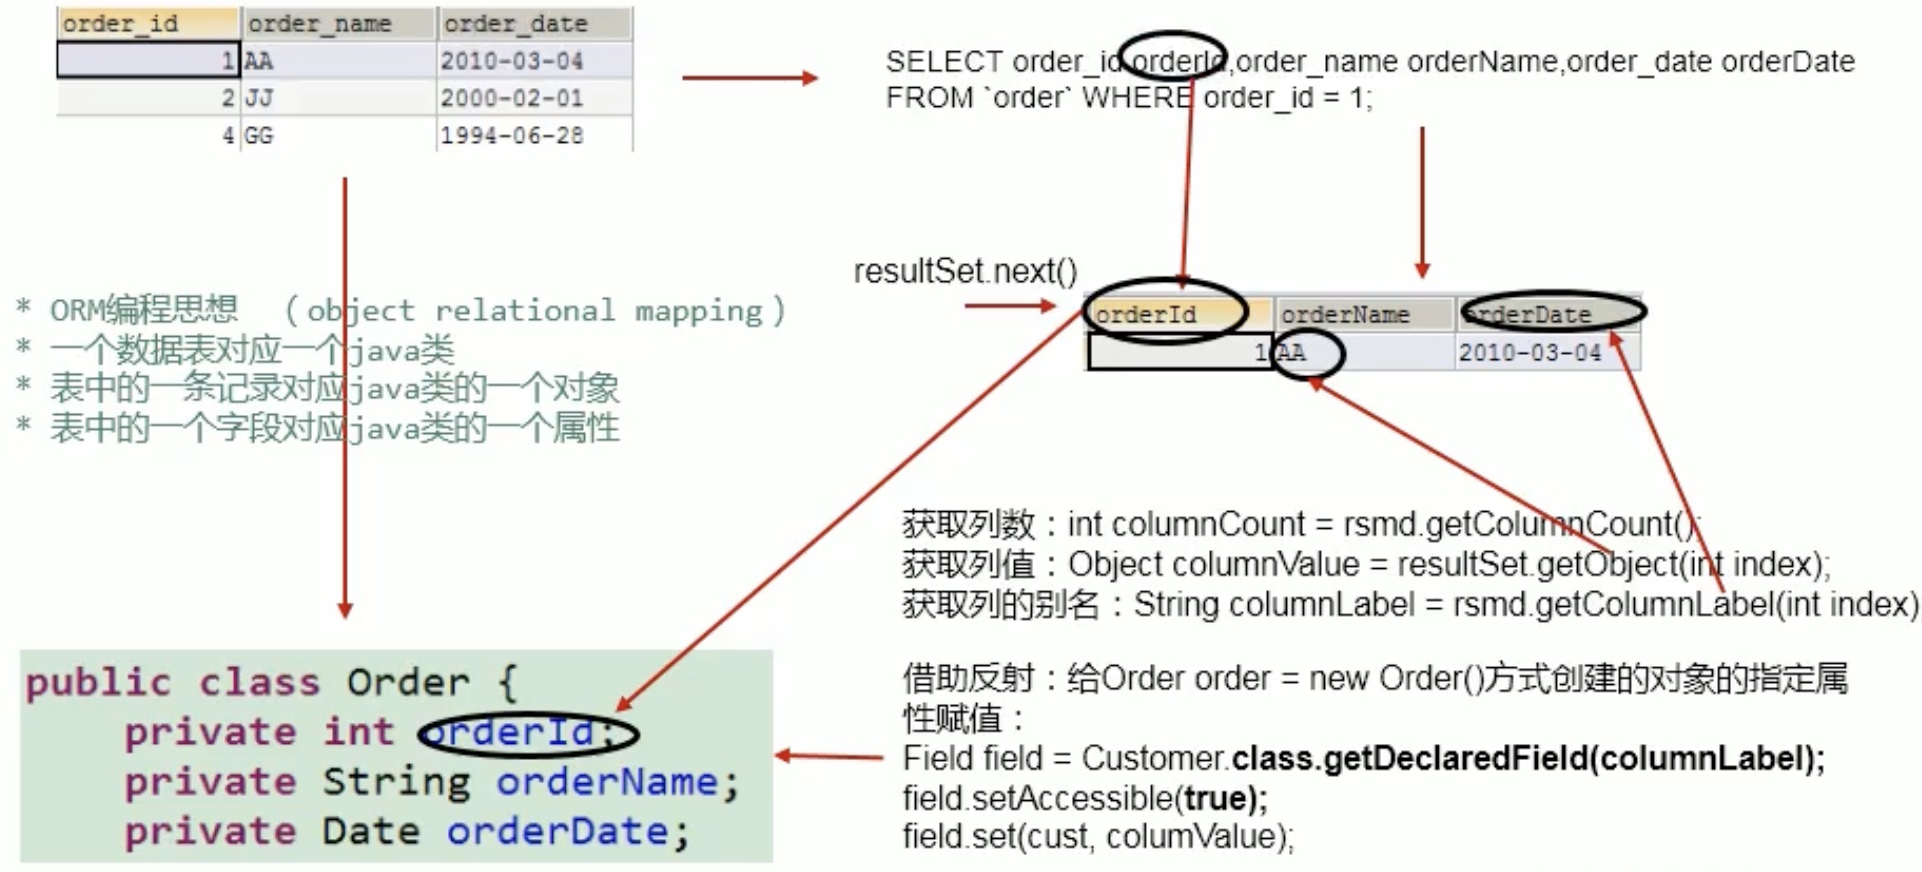 order_id order_name order_date
1 AA 2010-03-04
2 JJ 2000-02-01
4 GG 1994-06-28
SELECT order_id orderId,order_name orderName,order_date orderDate
FROM `order` WHERE order_id = 1;
resultSet.next()
orderId orderName orderDate
1 AA 2010-03-04
* ORM编程思想 （object relational mapping）
* 一个数据表对应一个java类
* 表中的一条记录对应java类的一个对象
* 表中的一个字段对应java类的一个属性
获取列数：int columnCount = rsmd.getColumnCount();
获取列值：Object columnValue = resultSet.getObject(int index);
获取列的别名：String columnLabel = rsmd.getColumnLabel(int index)
借助反射：给Order order = new Order()方式创建的对象的指定属
性赋值：
Field field = Customer.class.getDeclaredField(columnLabel);
field.setAccessible(true);
field.set(cust, columValue);
public class Order {
private int orderId;
private String orderName;
private Date orderDate;